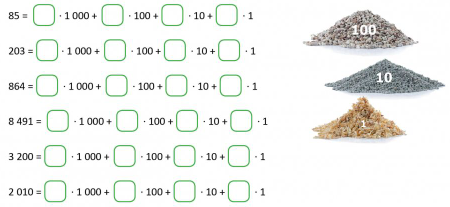 85 = · 1 000 + · 100 + · 10 + · 1
203 = · 1 000 + · 100 + · 10 + · 1
864 = · 1 000 + · 100 + · 10 + · 1
8 491 = · 1 000 + · 100 + · 10 + · 1
3 200 = · 1 000 + · 100 + · 10 + · 1
2 010 = · 1 000 + · 100 + · 10 + · 1
100
10
1